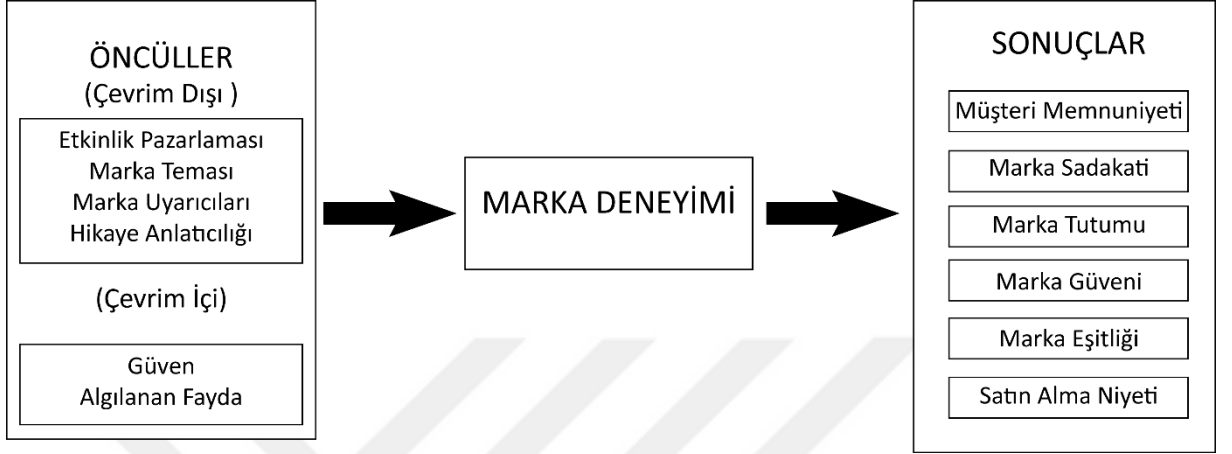 ÖNCÜLLER
(Çevrim Dışı )
Etkinlik Pazarlaması
Marka Teması
Marka Uyarıcıları
Hikaye Anlatıcılığı
(Çevrim İçi)
Güven
Algılanan Fayda
MARKA DENEYİMİ
SONUÇLAR
Müşteri Memnuniyeti
Marka Sadakati
Marka Tutumu
Marka Güveni
Marka Eşitliği
Satın Alma Niyeti